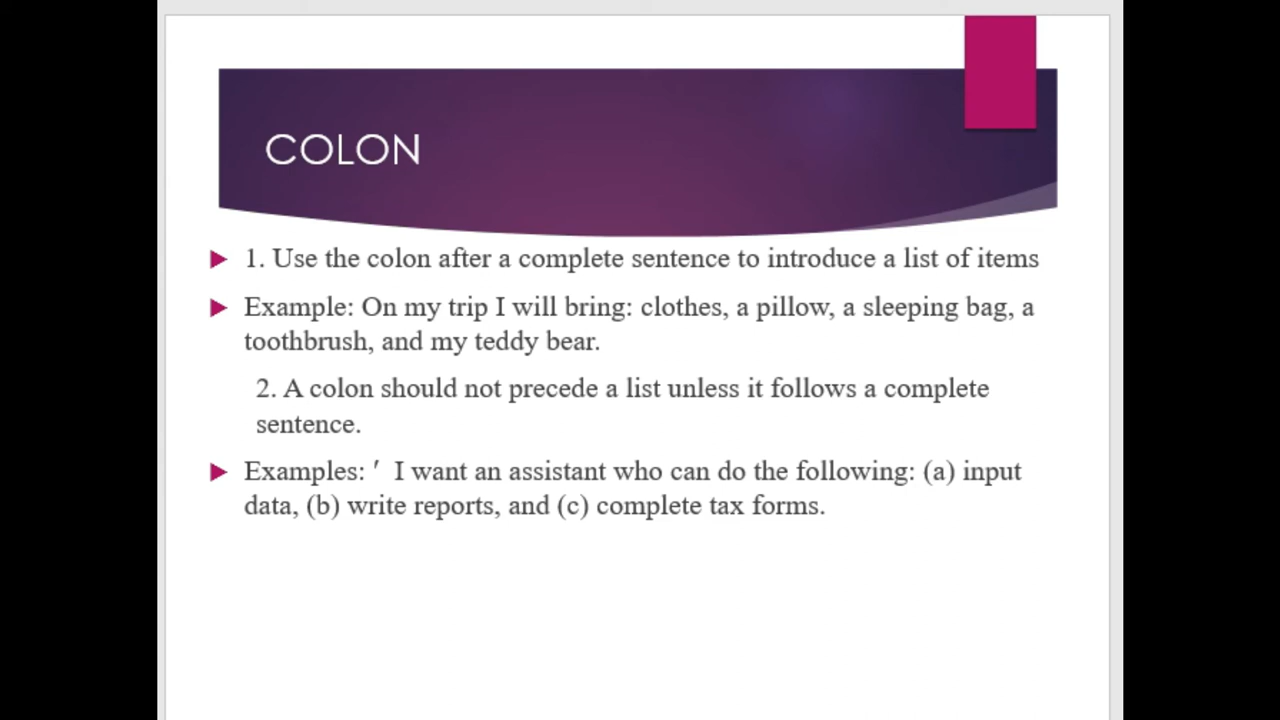 COLON
1. Use the colon after a complete sentence to introduce a list of items
Example: On my trip I will bring: clothes, a pillow, a sleeping bag, a
toothbrush, and my teddy bear.
2. A colon should not precede a list unless it follows a complete
sentence.
Examples: ′ I want an assistant who can do the following: (a) input
data, (b) write reports, and (c) complete tax forms.